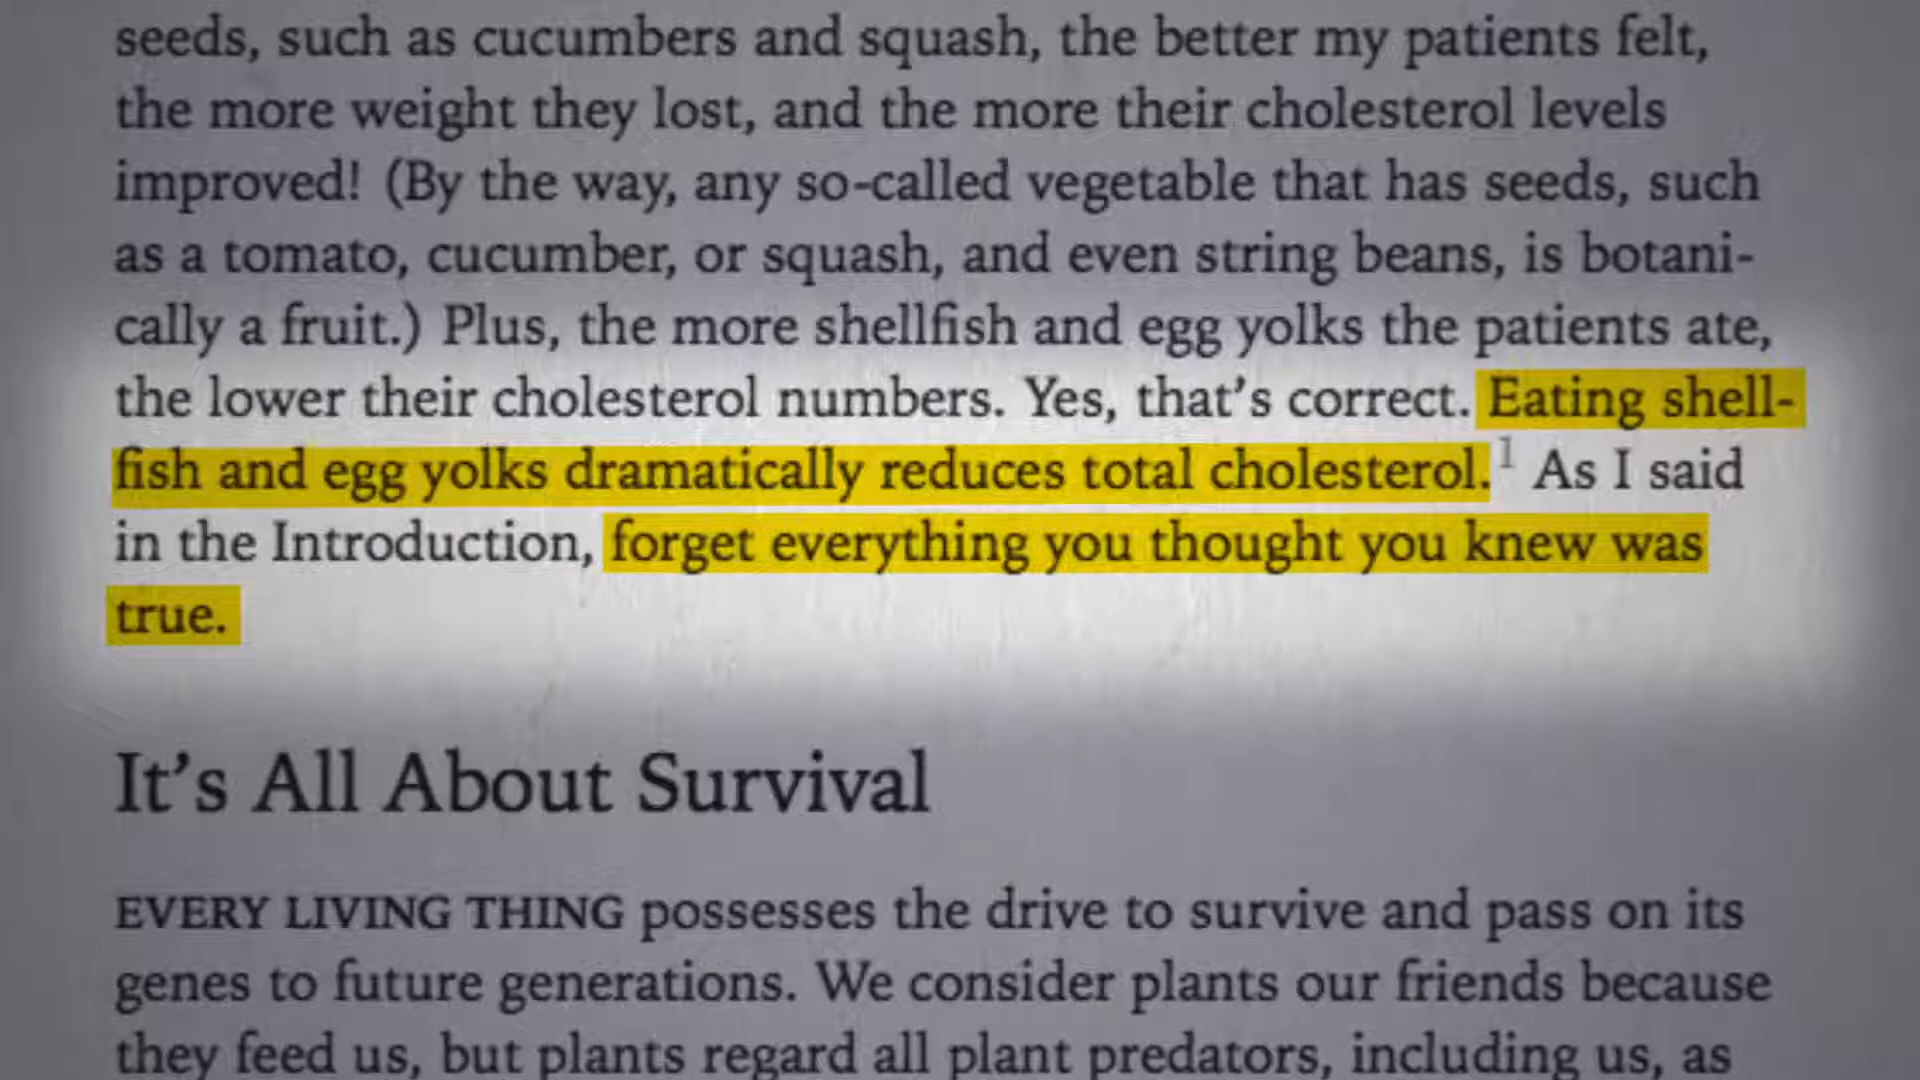 seeds, such as cucumbers and squash, the better my patients felt,
the more weight they lost, and the more their cholesterol levels
improved! (By the way, any so-called vegetable that has seeds, such
as a tomato, cucumber, or squash, and even string beans, is botani-
cally a fruit.) Plus, the more shellfish and egg yolks the patients ate,
the lower their cholesterol numbers. Yes, that's correct. Eating shell-
fish and egg yolks dramatically reduces total cholesterol.¹ As I said
in the Introduction, forget everything you thought you knew was
true.
It's All About Survival
EVERY LIVING THING possesses the drive to survive and pass on its
genes to future generations. We consider plants our friends because
they feed us, but plants regard all plant predators, including us, as